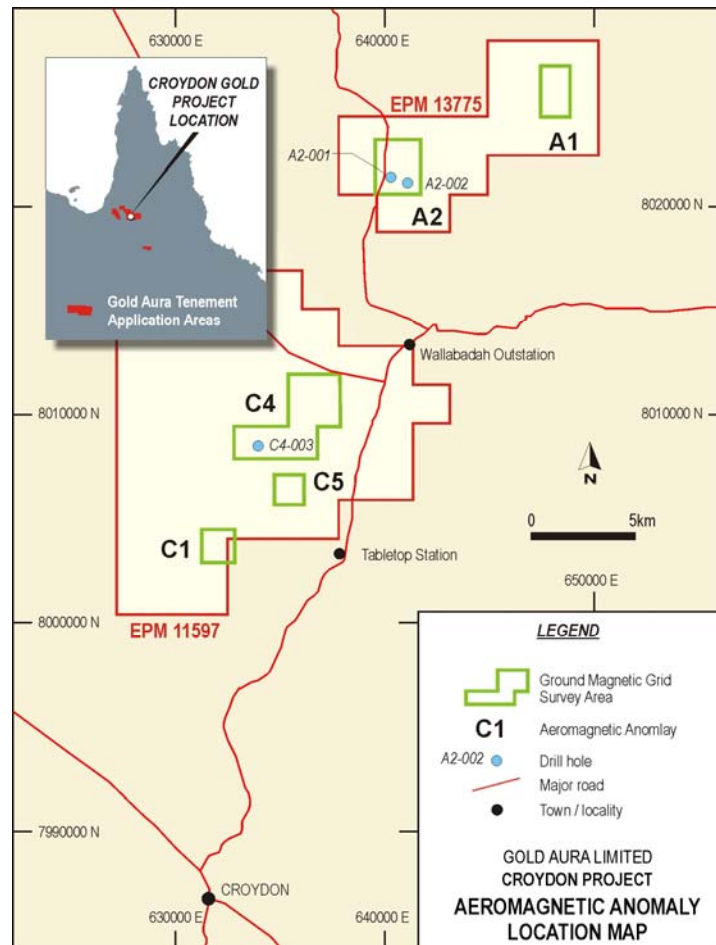 630000 E
640000 E
CROYDON GOLD
PROJECT
LOCATION
Gold Aura Tenement
Application Areas
EPM 13775
A1
A2-001
A2-002
A2
8020000 N
Wallabadah Outstation
8010000 N
8010000 N
C4
C4-003
C5
N
0
5km
C1
Tabletop Station
650000 E
8000000 N
EPM 11597
LEGEND
Ground Magnetic Grid
Survey Area
C1
Aeromagnetic Anomlay
A2-002
Drill hole
Major road
Town / locality
7990000 N
CROYDON
630000 E
640000 E
GOLD AURA LIMITED
CROYDON PROJECT
AEROMAGNETIC ANOMALY
LOCATION MAP